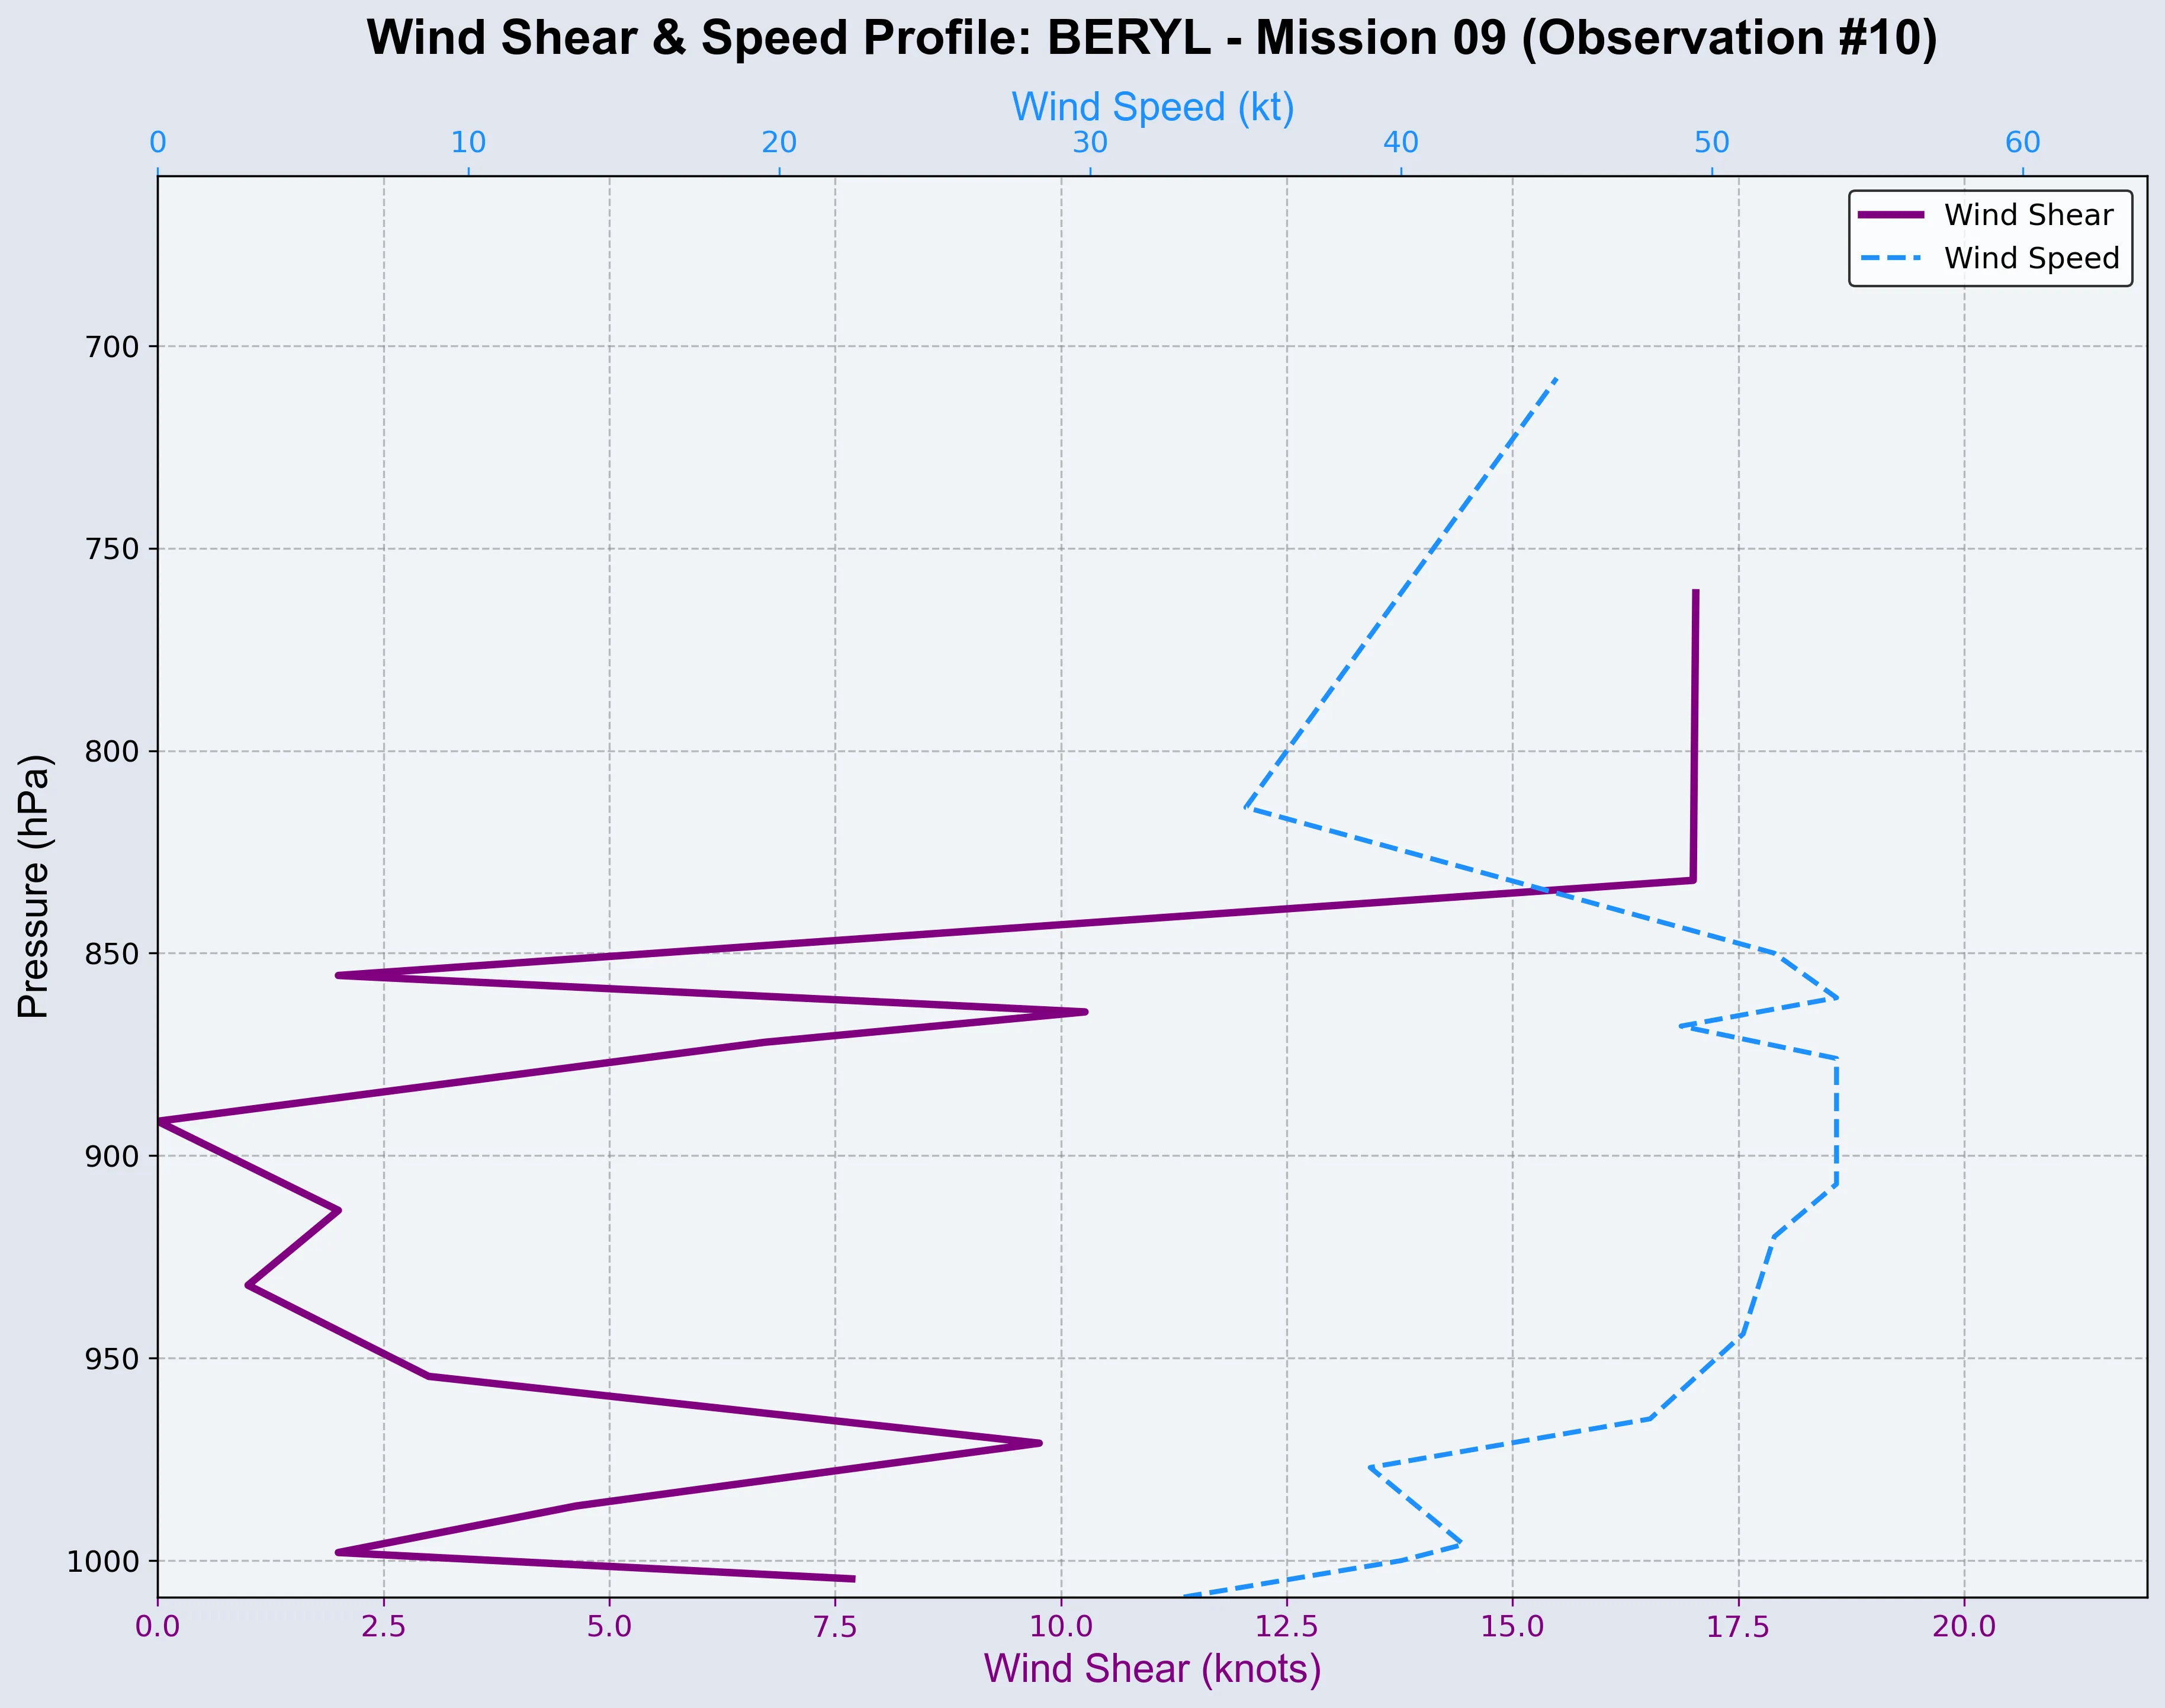 Wind Shear & Speed Profile: BERYL - Mission 09 (Observation #10)
Wind Speed (kt)
0 10 20 30 40 50 60
Wind Shear
Wind Speed
700
750
800
850
900
950
1000
Pressure (hPa)
0.0 2.5 5.0 7.5 10.0 12.5 15.0 17.5 20.0
Wind Shear (knots)